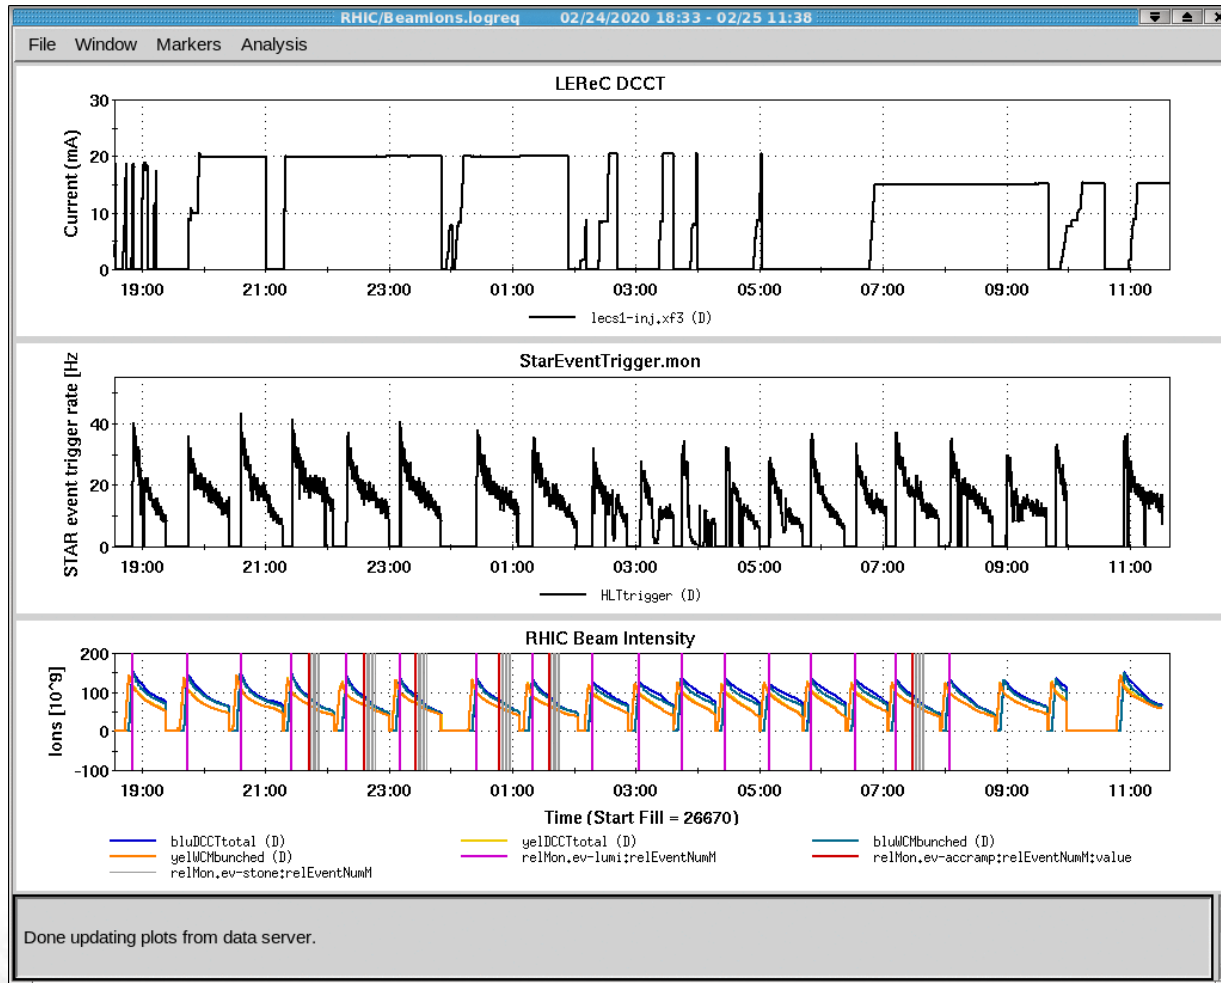 RHIC/BeamIons.logreq 02/24/2020 18:33 - 02/25 11:38
File Window Markers Analysis
LEReC DCCT
Current (mA)
30
20
10
0
19:00 21:00 23:00 01:00 03:00 05:00 07:00 09:00 11:00
lecs1-inj.xf3 (D)
StarEventTrigger.mon
STAR event trigger rate [Hz
40
20
0
19:00 21:00 23:00 01:00 03:00 05:00 07:00 09:00 11:00
HLTtrigger (D)
RHIC Beam Intensity
Ions [10^9]
200
100
0
-100
19:00 21:00 23:00 01:00 03:00 05:00 07:00 09:00 11:00
Time (Start Fill = 26670)
bluDCCTtotal (D) yelDCCTtotal (D) bluWCMbunched (D)
yelWCMbunched (D) relMon.ev-lumi:relEventNumM relMon.ev-accramp:relEventNumM:value
relMon.ev-stone:relEventNumM
Done updating plots from data server.